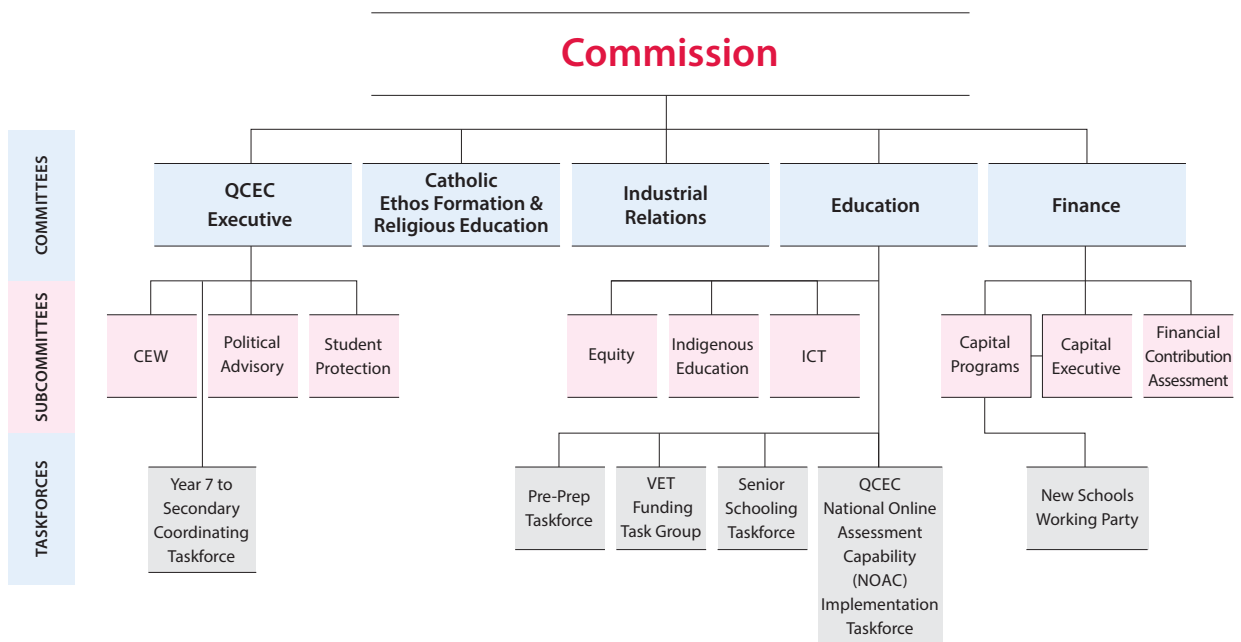 Commission
COMMITTEES
QCEC
Executive
Catholic
Ethos Formation &
Religious Education
Industrial
Relations
Education
Finance
SUBCOMMITTEES
CEW
Political
Advisory
Student
Protection
Equity
Indigenous
Education
ICT
Capital
Programs
Capital
Executive
Financial
Contribution
Assessment
TASKFORCES
Year 7 to
Secondary
Coordinating
Taskforce
Pre-Prep
Taskforce
VET
Funding
Task Group
Senior
Schooling
Taskforce
QCEC
National Online
Assessment
Capability
(NOAC)
Implementation
Taskforce
New Schools
Working Party